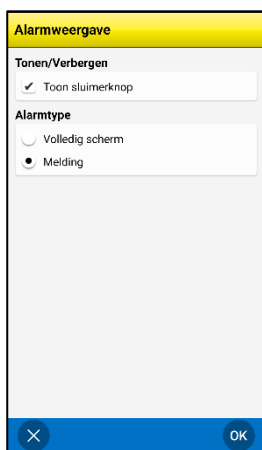 Alarmweergave
Tonen/Verbergen
Toon sluimerknop
Alarmtype
Volledig scherm
Melding
OK